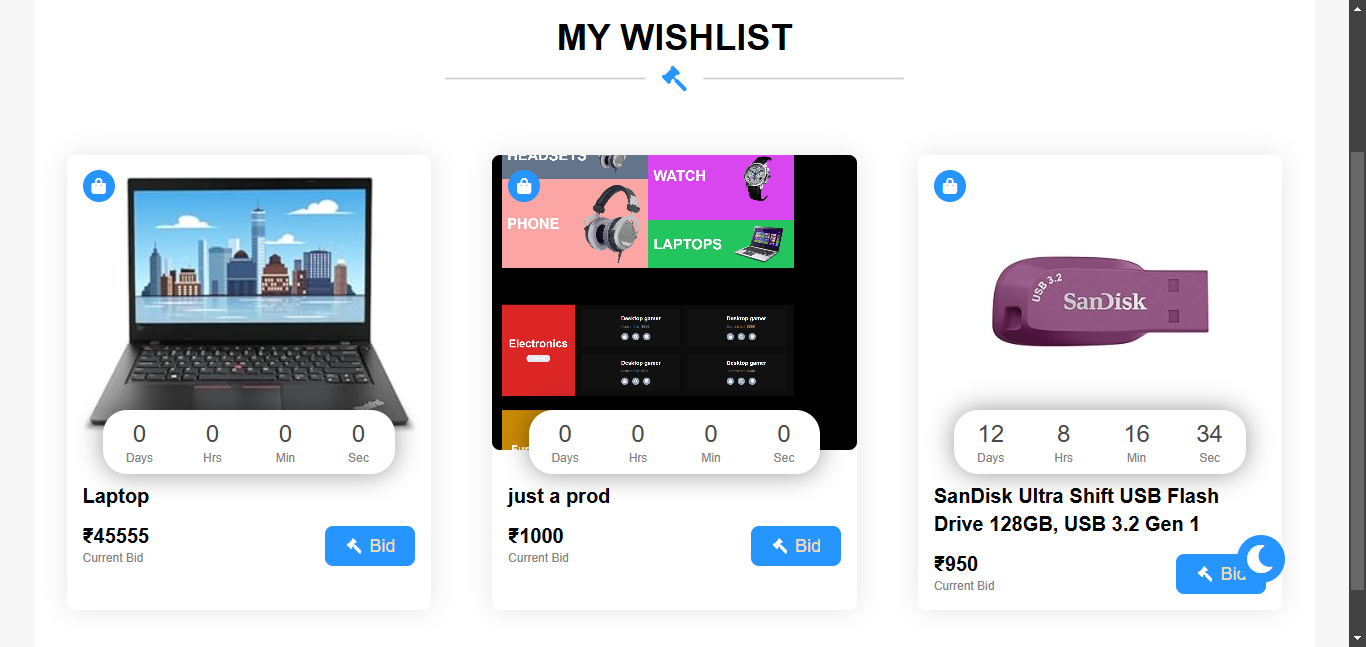 MY WISHLIST
HEADSETS
WATCH
PHONE
LAPTOPS
Electronics
Desktop gamer
Desktop gamer
Desktop gamer
Desktop gamer
USB 3.2
SanDisk
0 0 0 0
Days Hrs Min Sec
0 0 0 0
Days Hrs Min Sec
12 8 16 34
Days Hrs Min Sec
Laptop
₹45555
Current Bid
Bid
just a prod
₹1000
Current Bid
Bid
SanDisk Ultra Shift USB Flash
Drive 128GB, USB 3.2 Gen 1
₹950
Current Bid
Bid